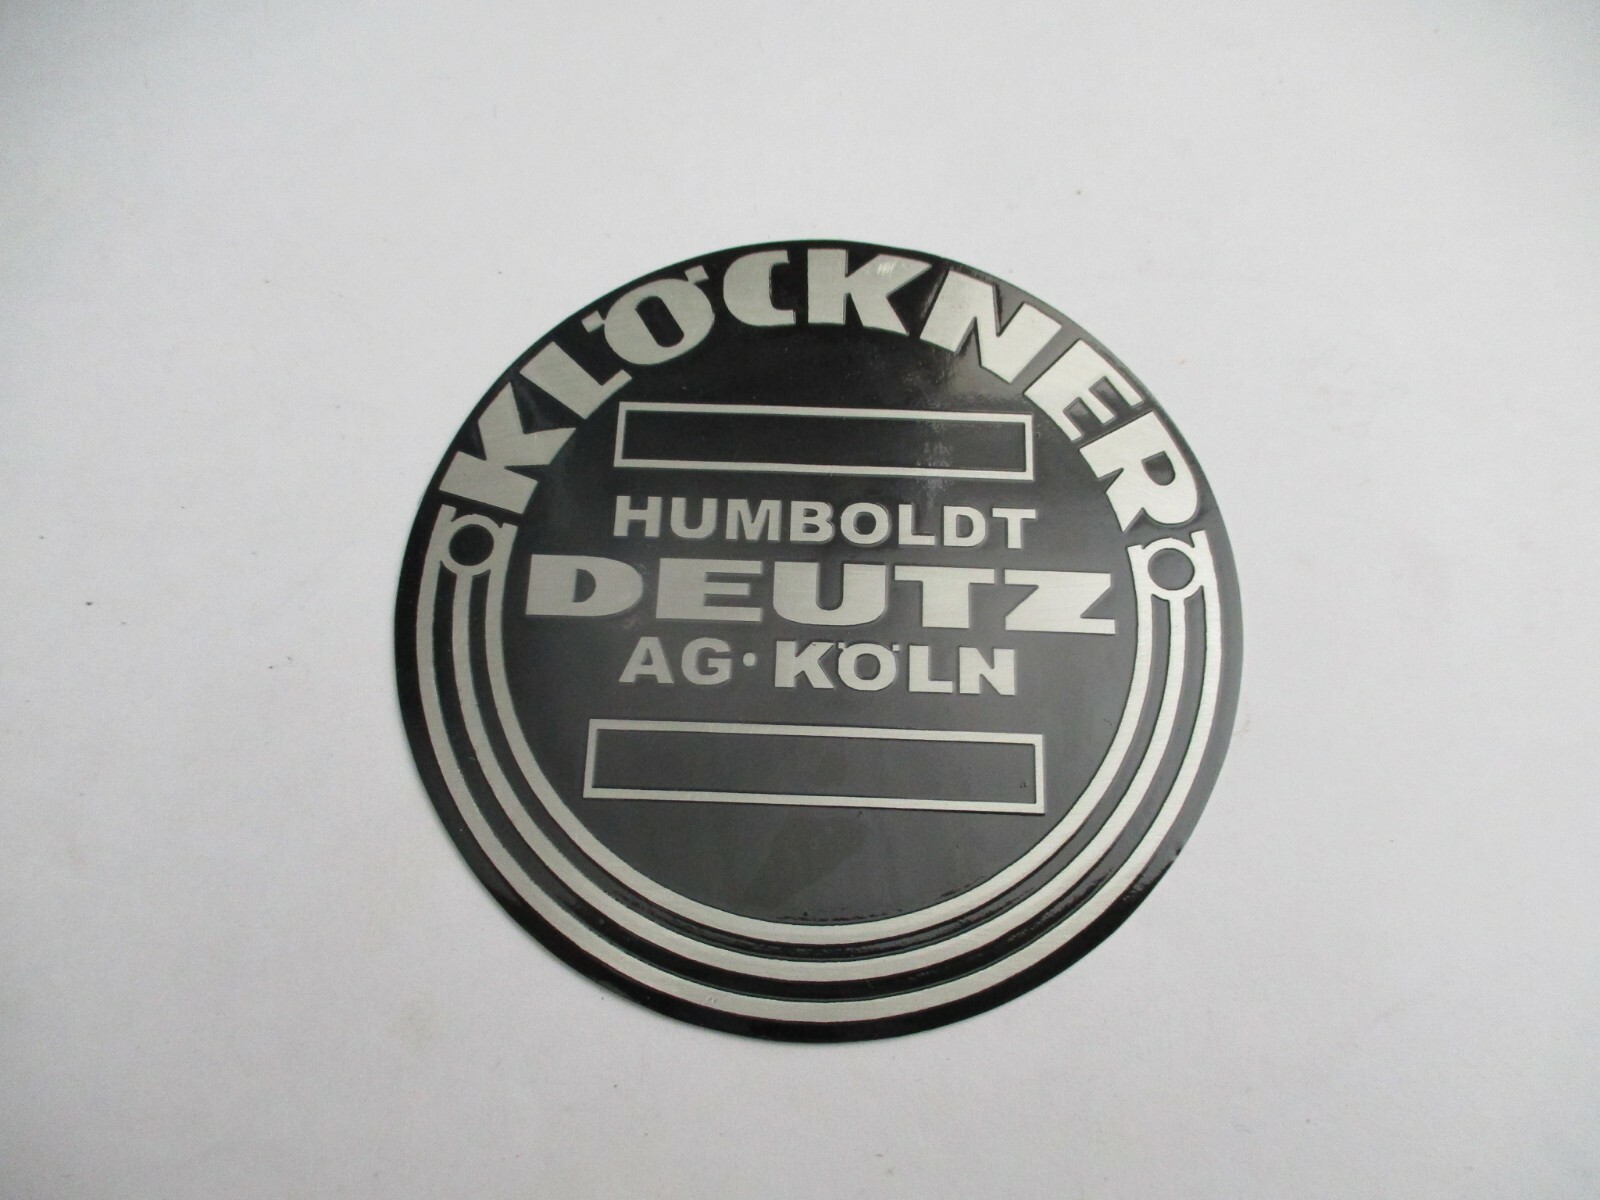 KLÖCKNER
HUMBOLDT
DEUTZ
AG·KÖLN